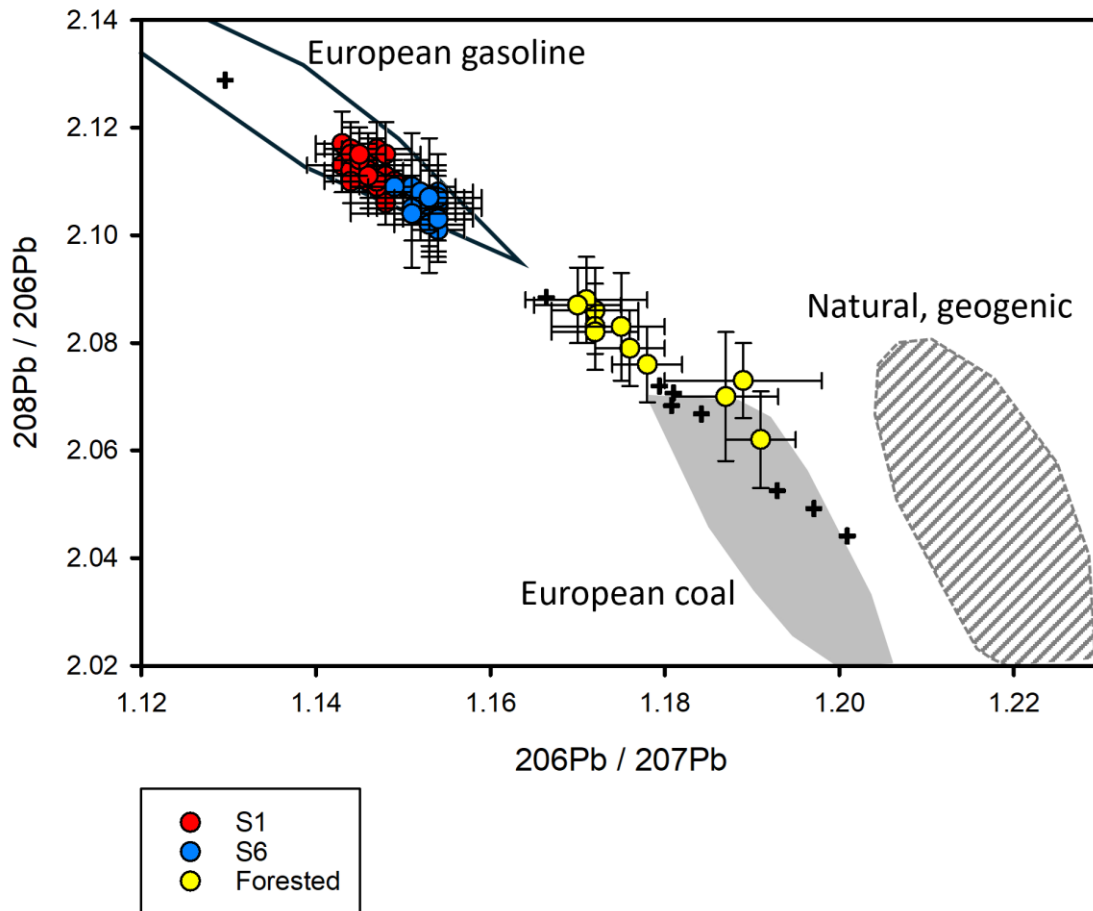 2.14
European gasoline
2.12
2.10
Natural, geogenic
2.08
2.06
2.04
European coal
2.02
208Pb / 206Pb
1.12 1.14 1.16 1.18 1.20 1.22
206Pb / 207Pb
S1
S6
Forested